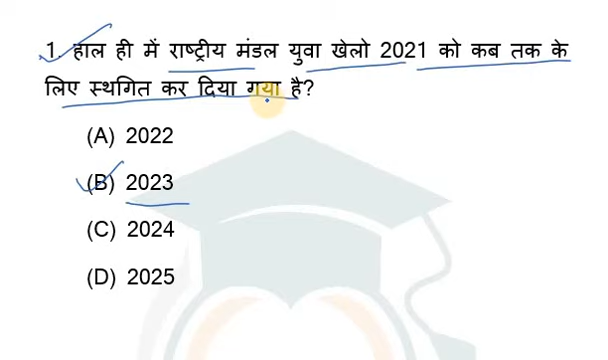 1. हाल ही में राष्ट्रीय मंडल युवा खेलो 2021 को कब तक के
लिए स्थगित कर दिया गया है?
(A) 2022
(B) 2023
(C) 2024
(D) 2025